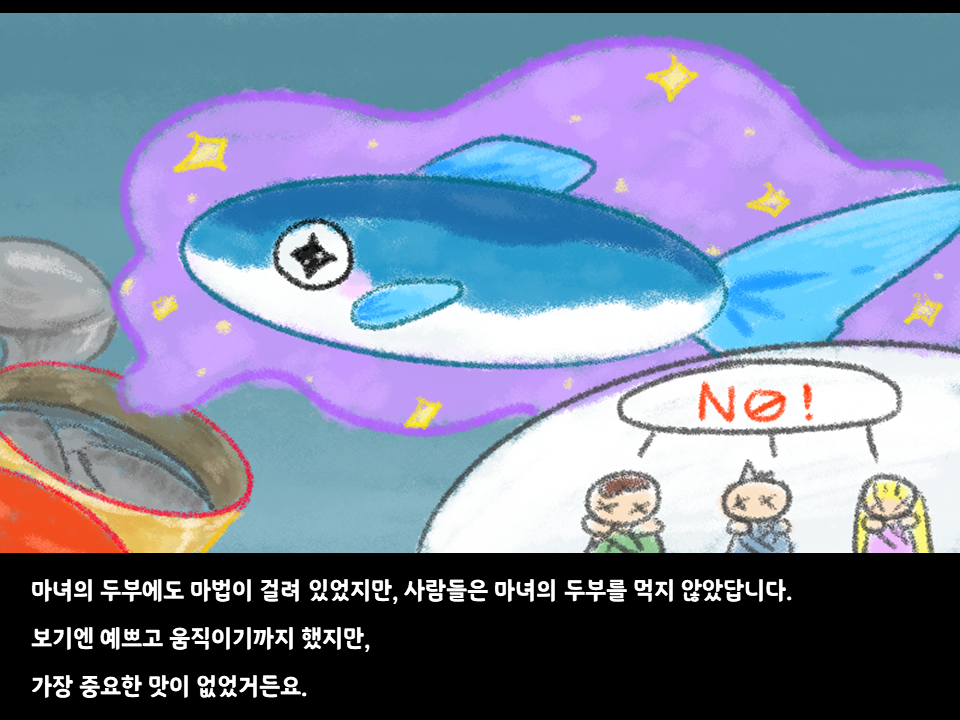 NO!
마녀의 두부에도 마법이 걸려 있었지만, 사람들은 마녀의 두부를 먹지 않았답니다.
보기엔 예쁘고 움직이기까지 했지만,
가장 중요한 맛이 없었거든요.